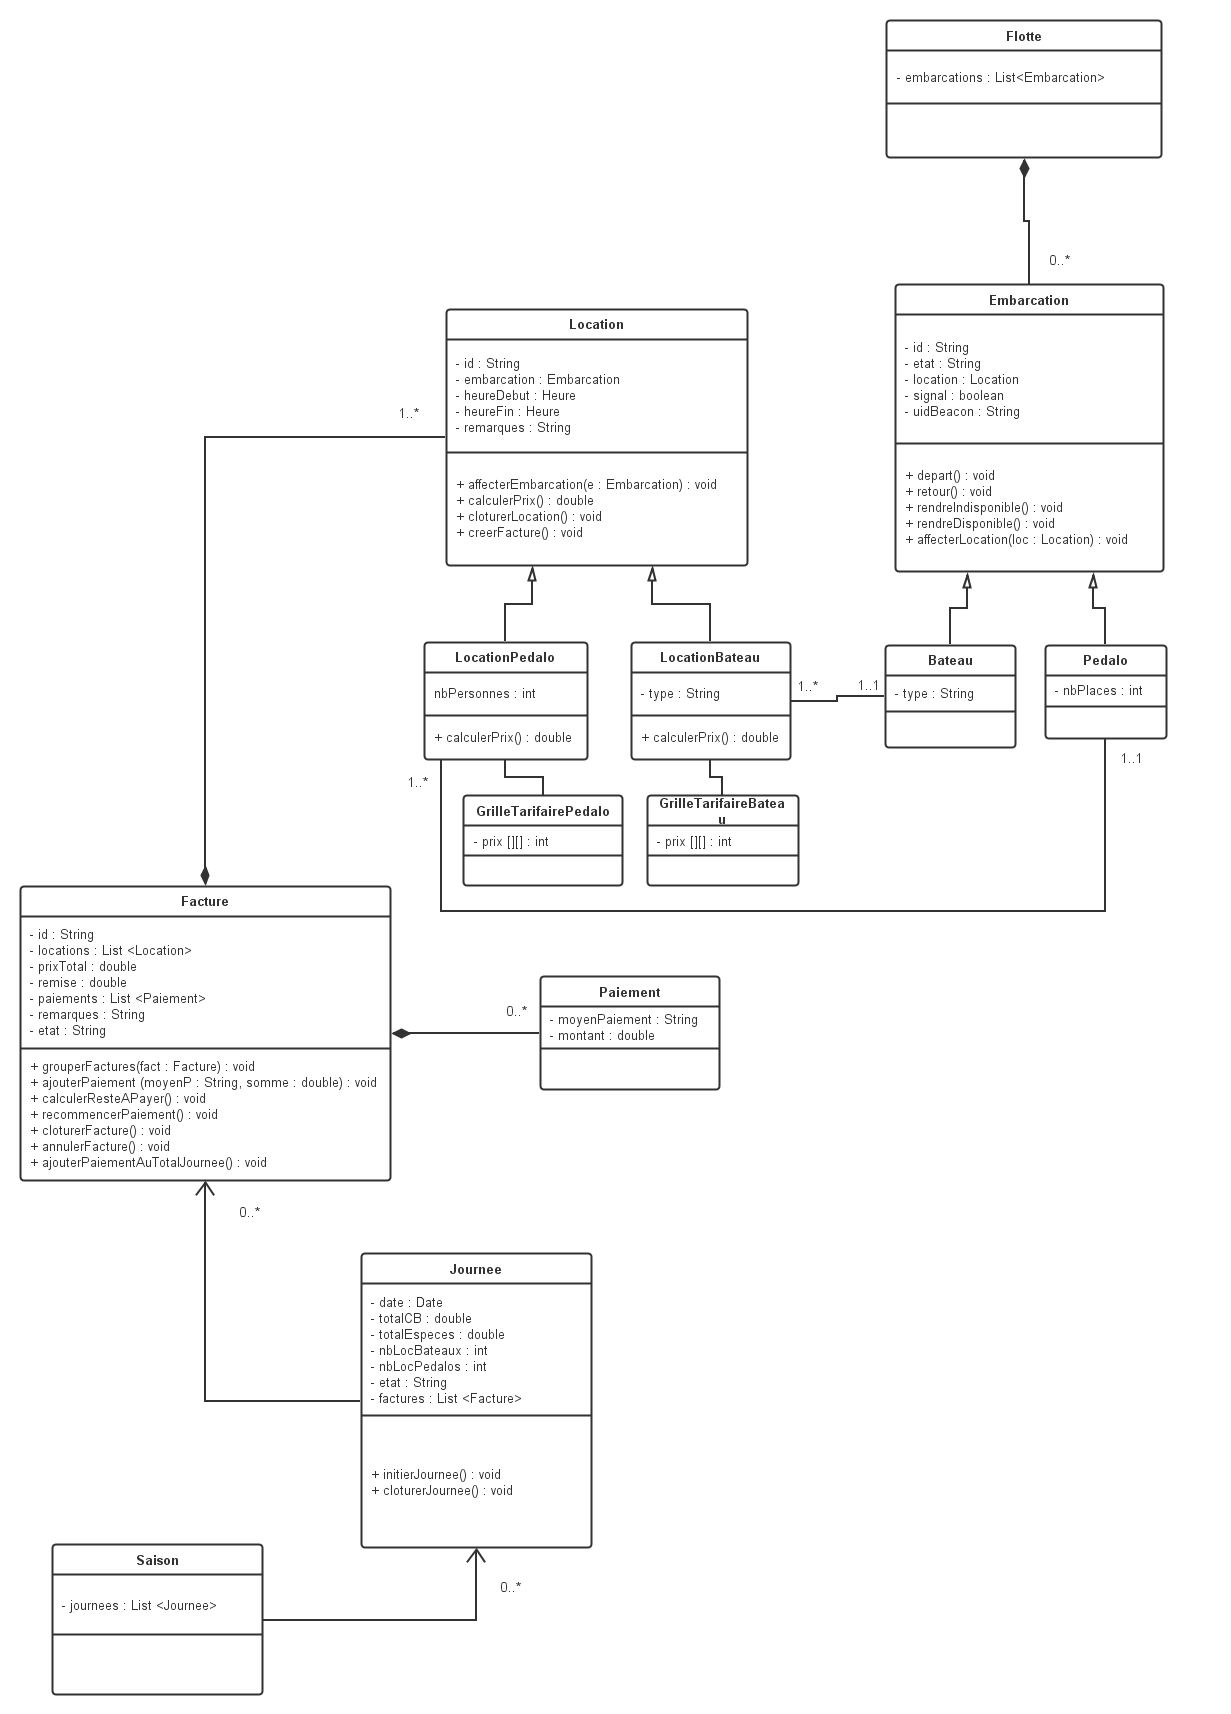 Flotte
- embarcations : List<Embarcation>
0..*
Embarcation
- id : String
- etat : String
- location : Location
- signal : boolean
- uidBeacon : String
+ depart() : void
+ retour() : void
+ rendreIndisponible() : void
+ rendreDisponible() : void
+ affecterLocation(loc : Location) : void
Location
- id : String
- embarcation : Embarcation
- heureDebut : Heure
- heureFin : Heure
- remarques : String
+ affecterEmbarcation(e : Embarcation) : void
+ calculerPrix() : double
+ cloturerLocation() : void
+ creerFacture() : void
1..*
LocationPedalo
nbPersonnes : int
+ calculerPrix() : double
LocationBateau
- type : String
+ calculerPrix() : double
1..*
1..1
Bateau
- type : String
Pedalo
- nbPlaces : int
1..1
1..*
GrilleTarifairePedalo
- prix [][] : int
GrilleTarifaireBatea
u
- prix [][] : int
Facture
- id : String
- locations : List <Location>
- prixTotal : double
- remise : double
- paiements : List <Paiement>
- remarques : String
- etat : String
+ grouperFactures(fact : Facture) : void
+ ajouterPaiement (moyenP : String, somme : double) : void
+ calculerResteAPayer() : void
+ recommencerPaiement() : void
+ cloturerFacture() : void
+ annulerFacture() : void
+ ajouterPaiementAuTotalJournee() : void
0..*
Paiement
- moyenPaiement : String
- montant : double
0..*
Journee
- date : Date
- totalCB : double
- totalEspeces : double
- nbLocBateaux : int
- nbLocPedalos : int
- etat : String
- factures : List <Facture>
+ initierJournee() : void
+ cloturerJournee() : void
0..*
Saison
- journees : List <Journee>